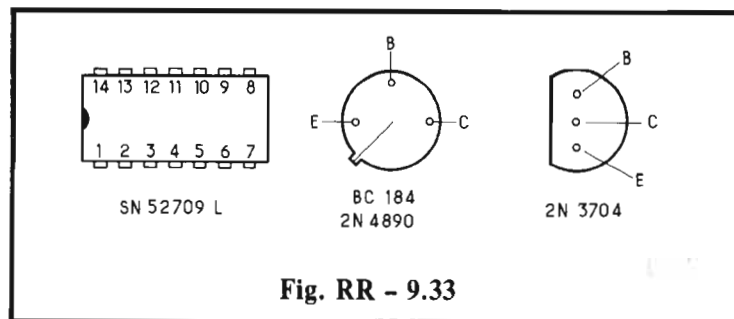 14 13 12 11 10 9 8
1 2 3 4 5 6 7
SN 52709 L
B
E
C
BC 184
2N 4890
B
C
E
2N 3704
Fig. RR – 9.33